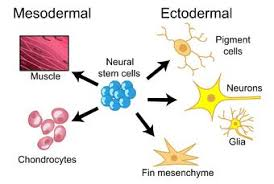 Mesodermal
Ectodermal
Muscle
Neural
stem cells
Pigment
cells
Neurons
Glia
Chondrocytes
Fin mesenchyme